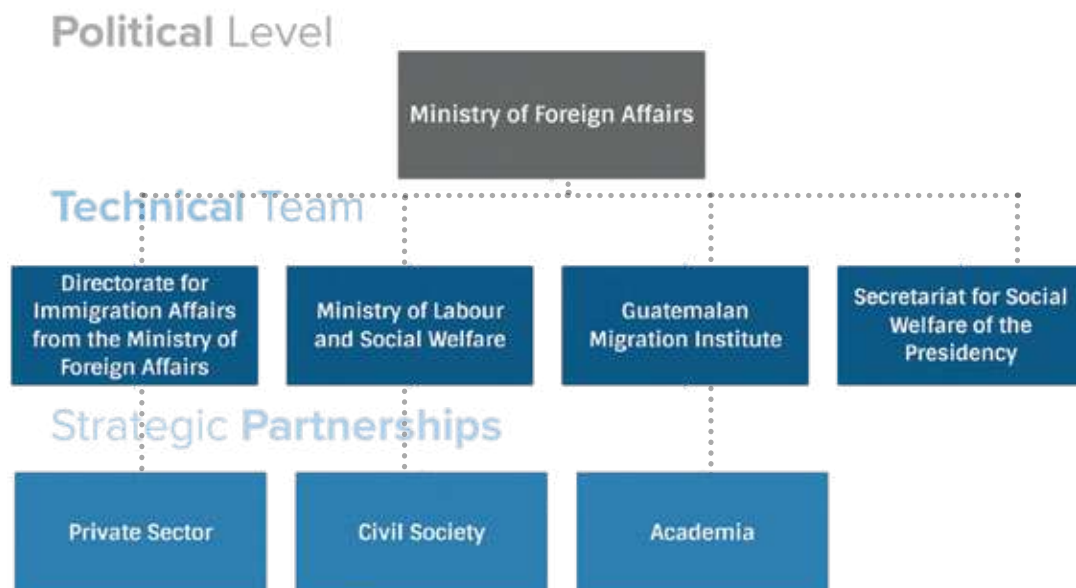 Political Level
Ministry of Foreign Affairs
Technical Team
Directorate for
Immigration Affairs
from the Ministry of
Foreign Affairs
Ministry of Labour
and Social Welfare
Guatemalan
Migration Institute
Secretariat for Social
Welfare of the
Presidency
Strategic Partnerships
Private Sector
Civil Society
Academia